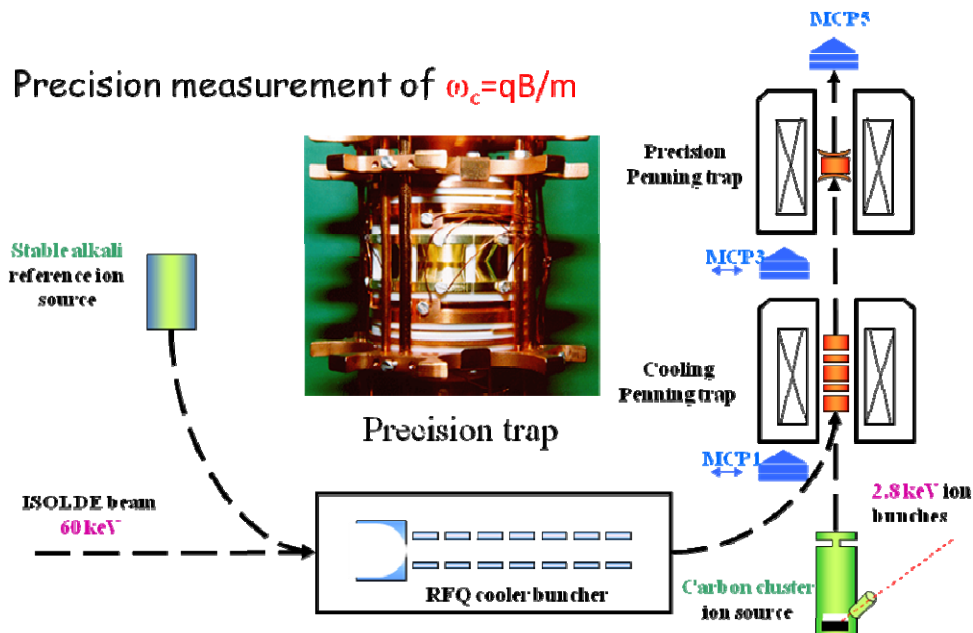 MCP5
Precision measurement of ω_c=qB/m
Precision
Penning trap
Stable alkali
reference ion
source
MCP3
Cooling
Penning trap
Precision trap
MCP1
ISOLDE beam
60 keV
2.8 keV ion
bunches
RFQ cooler buncher
Carbon cluster
ion source